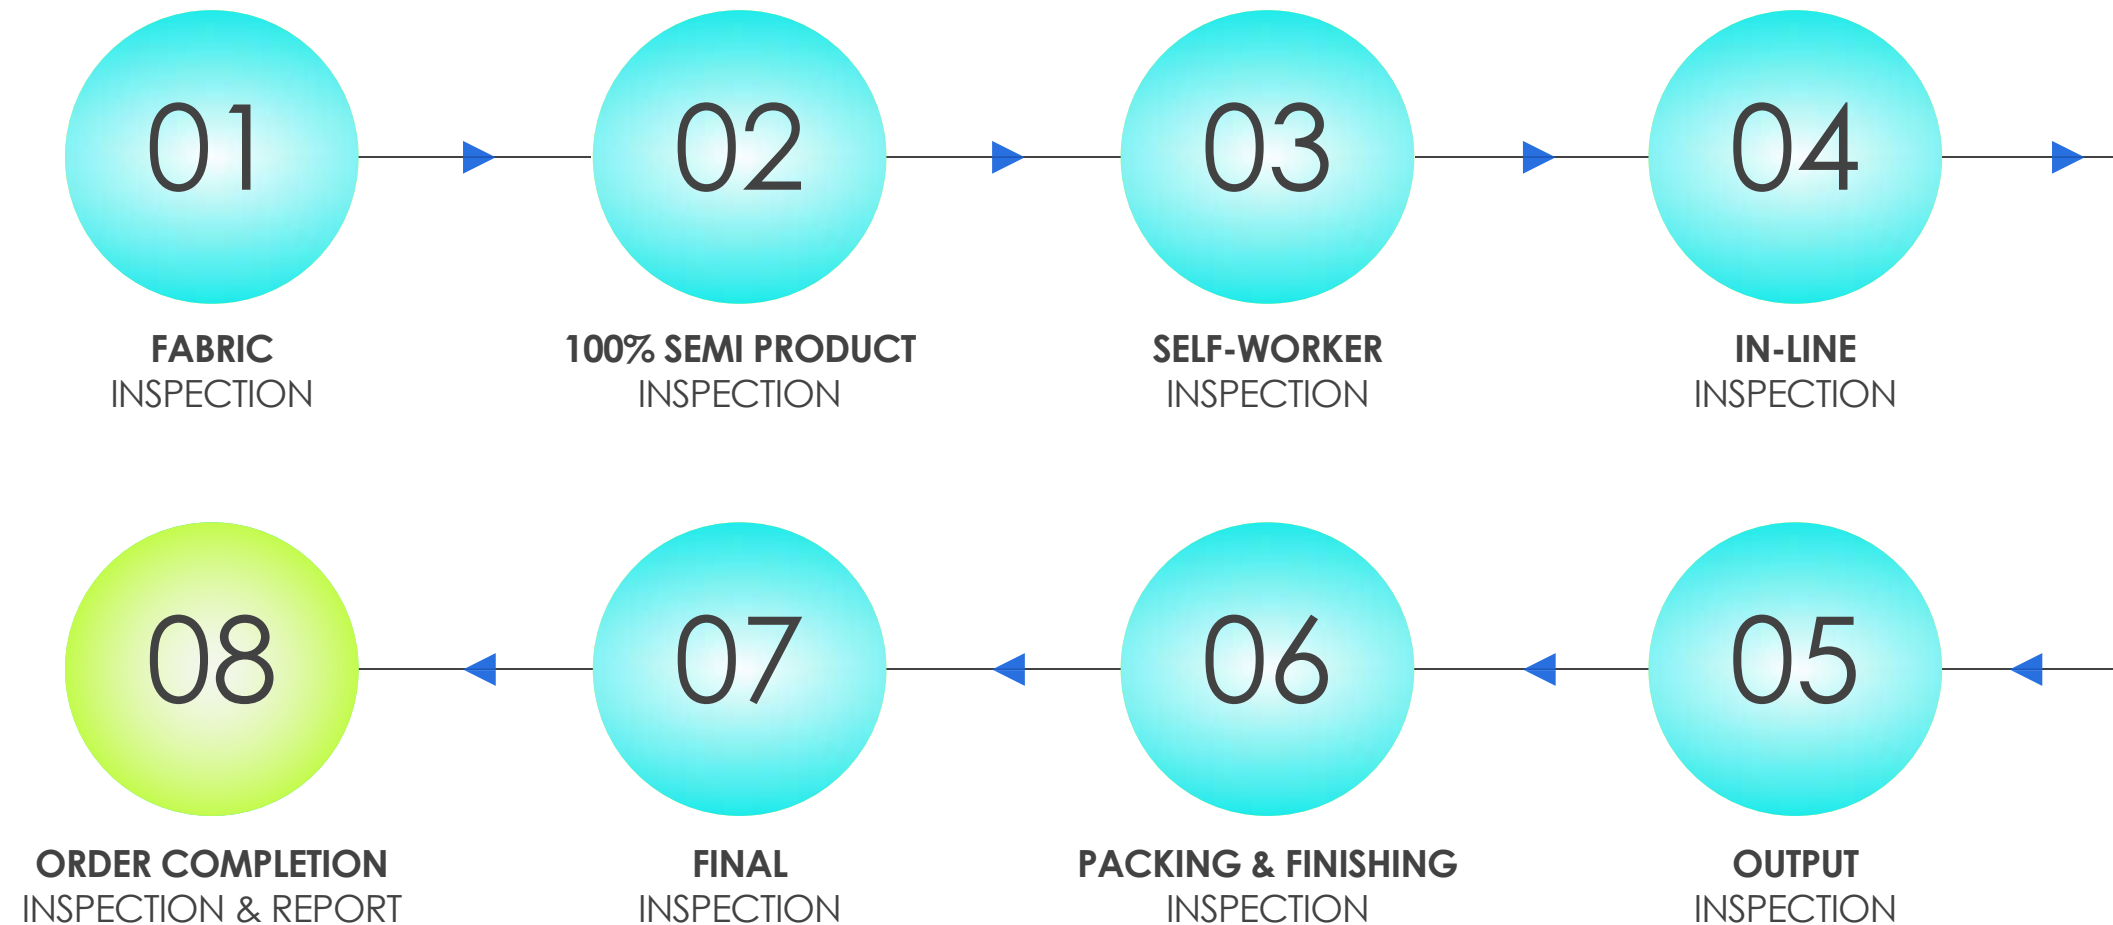 01
02
03
04
FABRIC
INSPECTION
100% SEMI PRODUCT
INSPECTION
SELF-WORKER
INSPECTION
IN-LINE
INSPECTION
08
07
06
05
ORDER COMPLETION
INSPECTION & REPORT
FINAL
INSPECTION
PACKING & FINISHING
INSPECTION
OUTPUT
INSPECTION